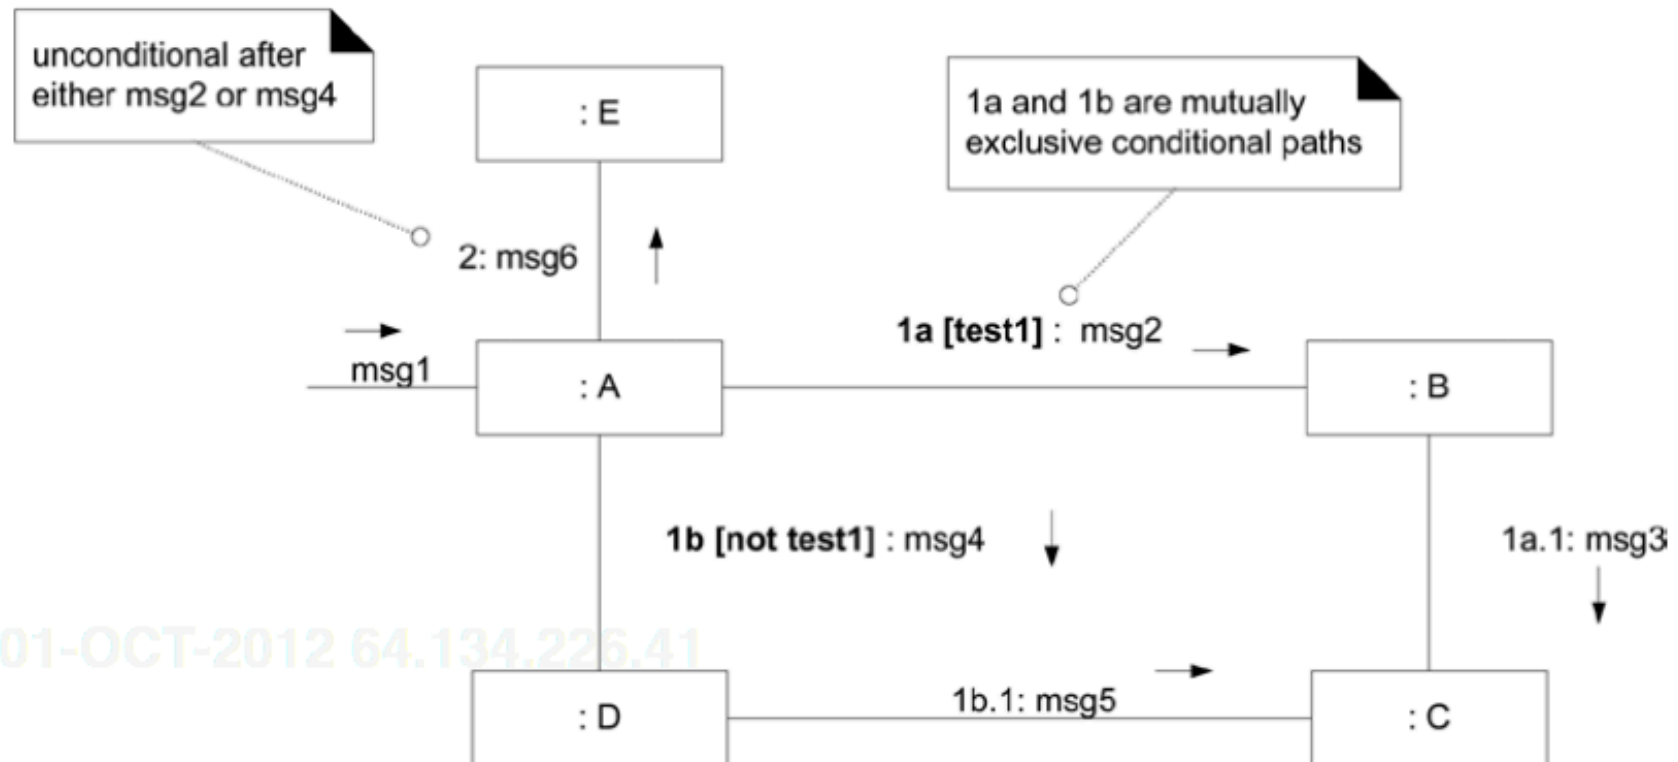 unconditional after
either msg2 or msg4
: E
1a and 1b are mutually
exclusive conditional paths
2: msg6
1a [test1] : msg2
msg1
: A
: B
1b [not test1] : msg4
1a.1: msg3
01-OCT-2012 64.134.226.41
1b.1: msg5
: D
: C